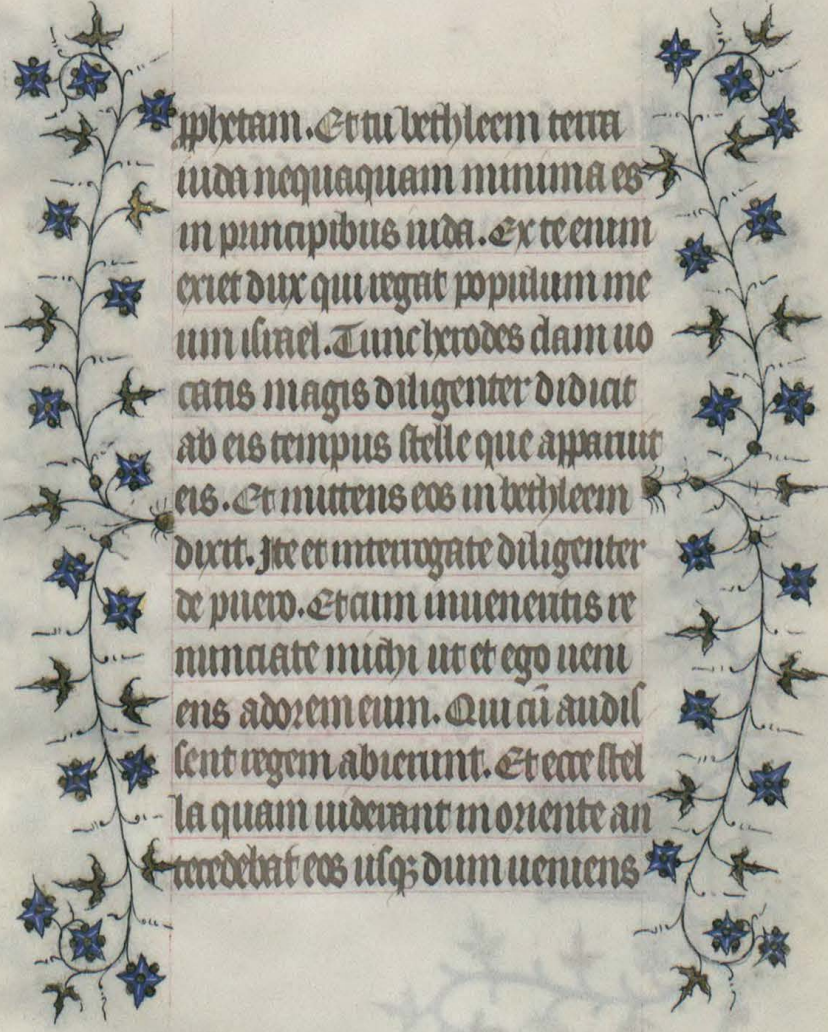 pphetam. Et tu bethleem terra
iuda nequaquam minima es
in principibus iuda. Ex te enim
exiet dux qui regat populum me
um israel. Tunc herodes clam uo
catis magis diligenter didicit
ab eis tempus stelle que apparuit
eis. Et mittens eos in bethleem
dixit. Ite et interrogate diligenter
de puero. Et cum inueneritis re
nunciate michi ut et ego ueni
ens adorem eum. Qui cũ audis
sent regem abierunt. Et ecce stel
la quam uiderant in oriente an
tecedebat eos usqꝫ dum ueniens